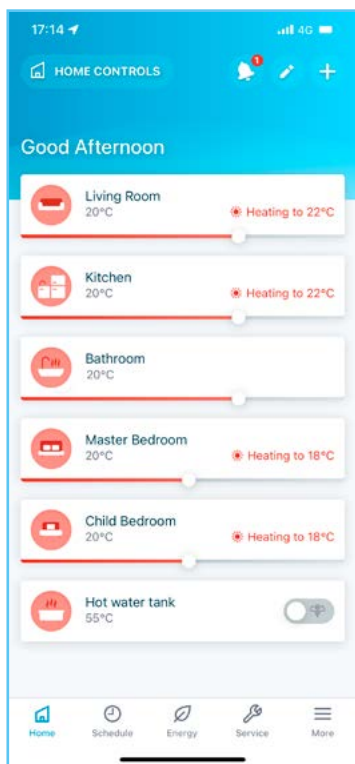 17:14 4G
HOME CONTROLS 1
Good Afternoon
Living Room
20°C Heating to 22°C
Kitchen
20°C Heating to 22°C
Bathroom
20°C
Master Bedroom
20°C Heating to 18°C
Child Bedroom
20°C Heating to 18°C
Hot water tank
55°C
Home Schedule Energy Service More